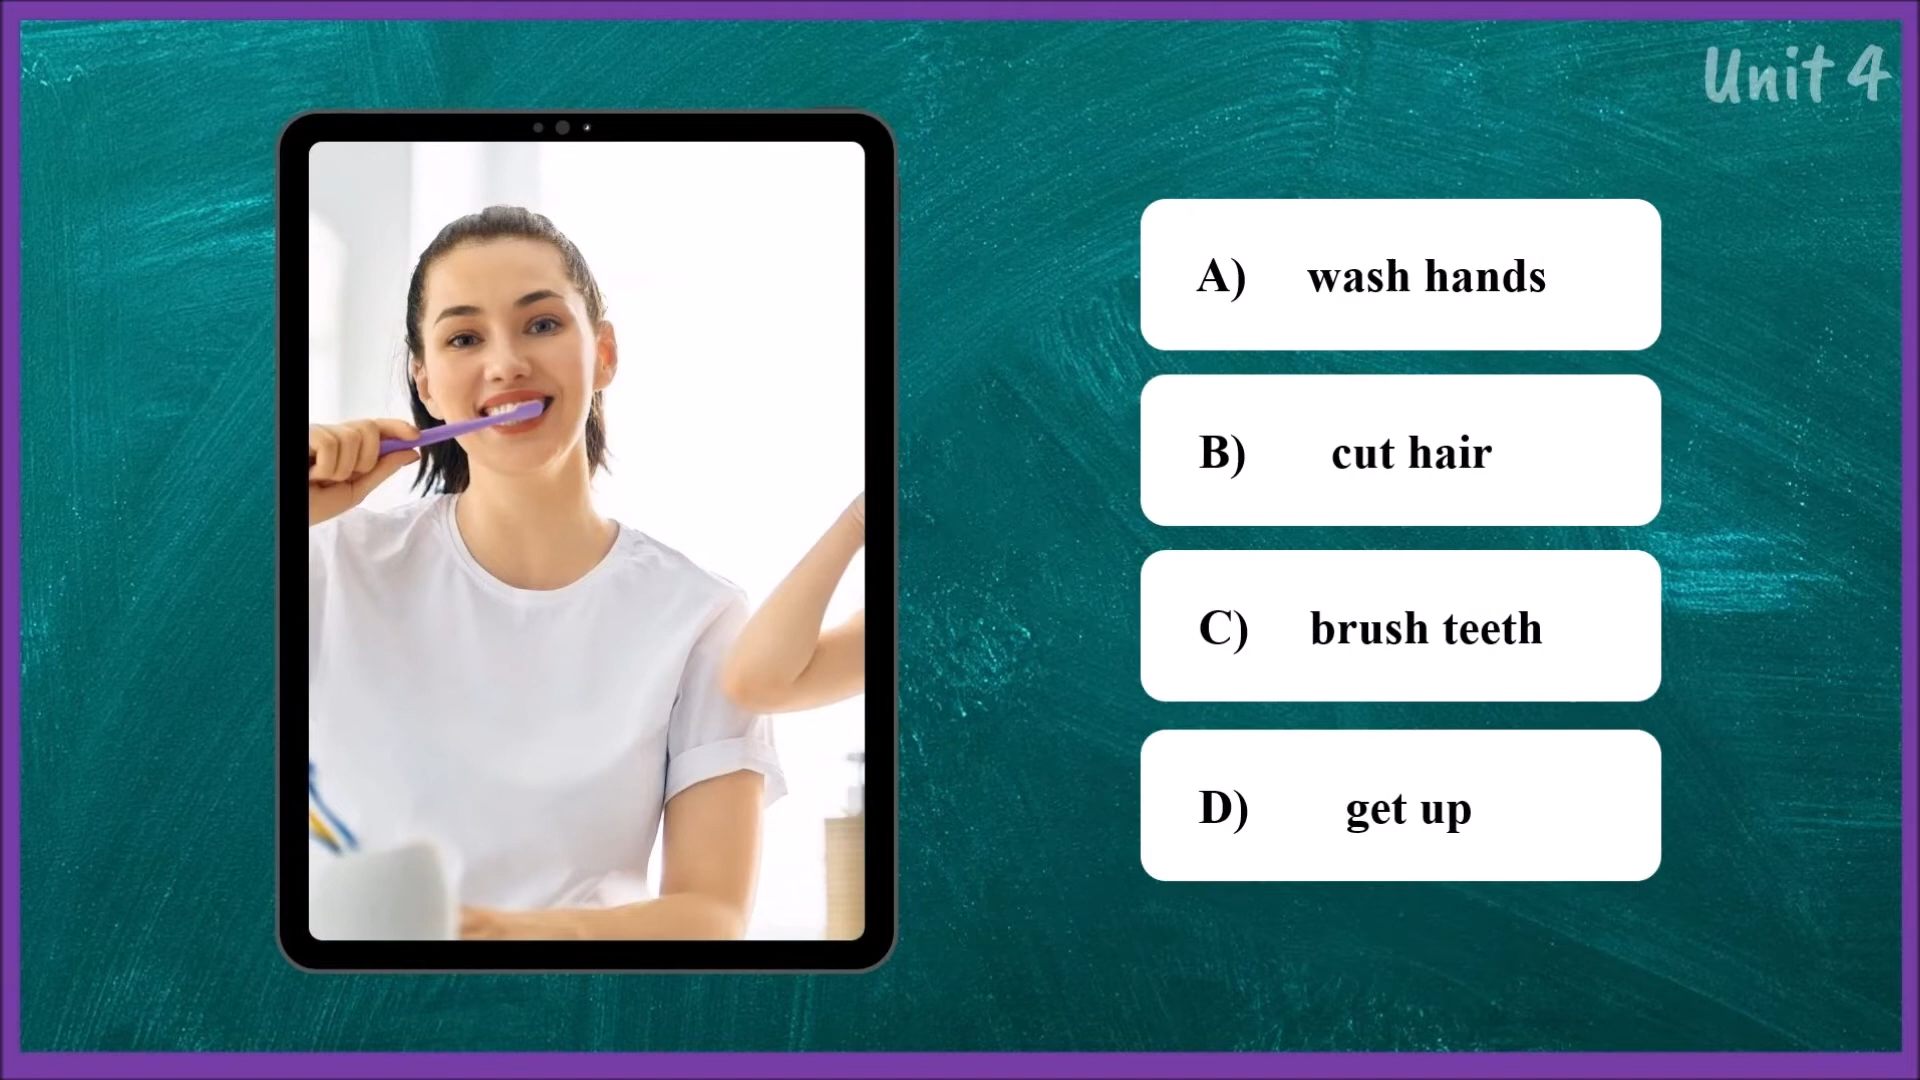 Unit 4
A) wash hands
B) cut hair
C) brush teeth
D) get up